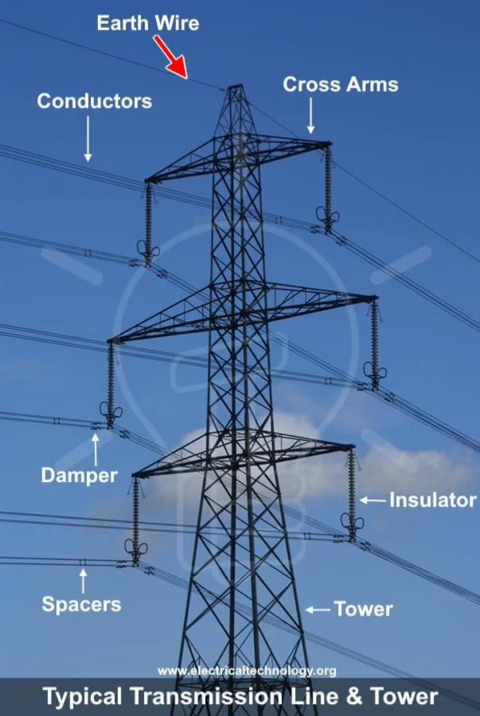 Earth Wire
Cross Arms
Conductors
Damper
Insulator
Spacers
Tower
www.electricaltechnology.org
Typical Transmission Line & Tower